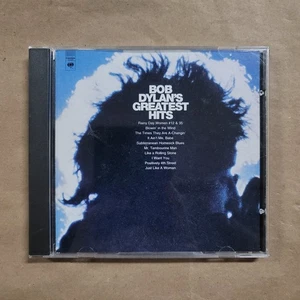 BOB
DYLAN'S
GREATEST
HITS
Rainy Day Women #12 & 35
Blowin' in the Wind
The Times They Are A-Changin'
It Ain't Me, Babe
Subterranean Homesick Blues
Mr. Tambourine Man
Like a Rolling Stone
I Want You
Positively 4th Street
Just Like A Woman